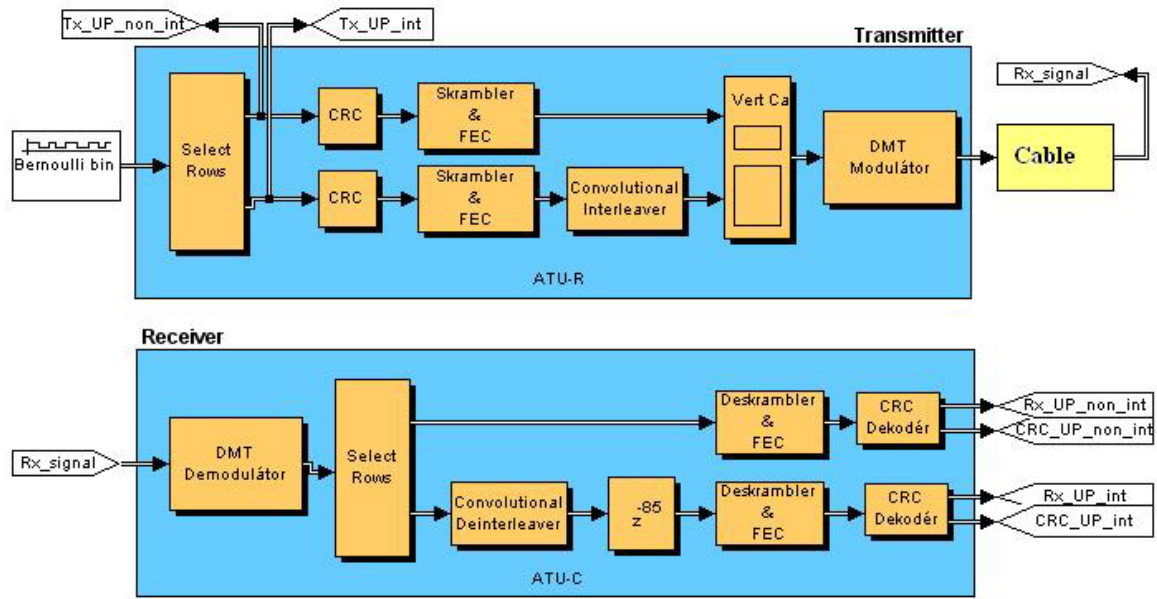 Tx_UP_non_int
Tx_UP_int
Transmitter
Rx_signal
Bernoulli bin
Select
Rows
CRC
Skrambler
&
FEC
CRC
Skrambler
&
FEC
Convolutional
Interleaver
Vert Ca
DMT
Modulátor
Cable
ATU-R
Receiver
Rx_signal
DMT
Demodulátor
Select
Rows
Convolutional
Deinterleaver
z
-85
Deskrambler
&
FEC
CRC
Dekodér
Rx_UP_non_int
CRC_UP_non_int
Deskrambler
&
FEC
CRC
Dekodér
Rx_UP_int
CRC_UP_int
ATU-C